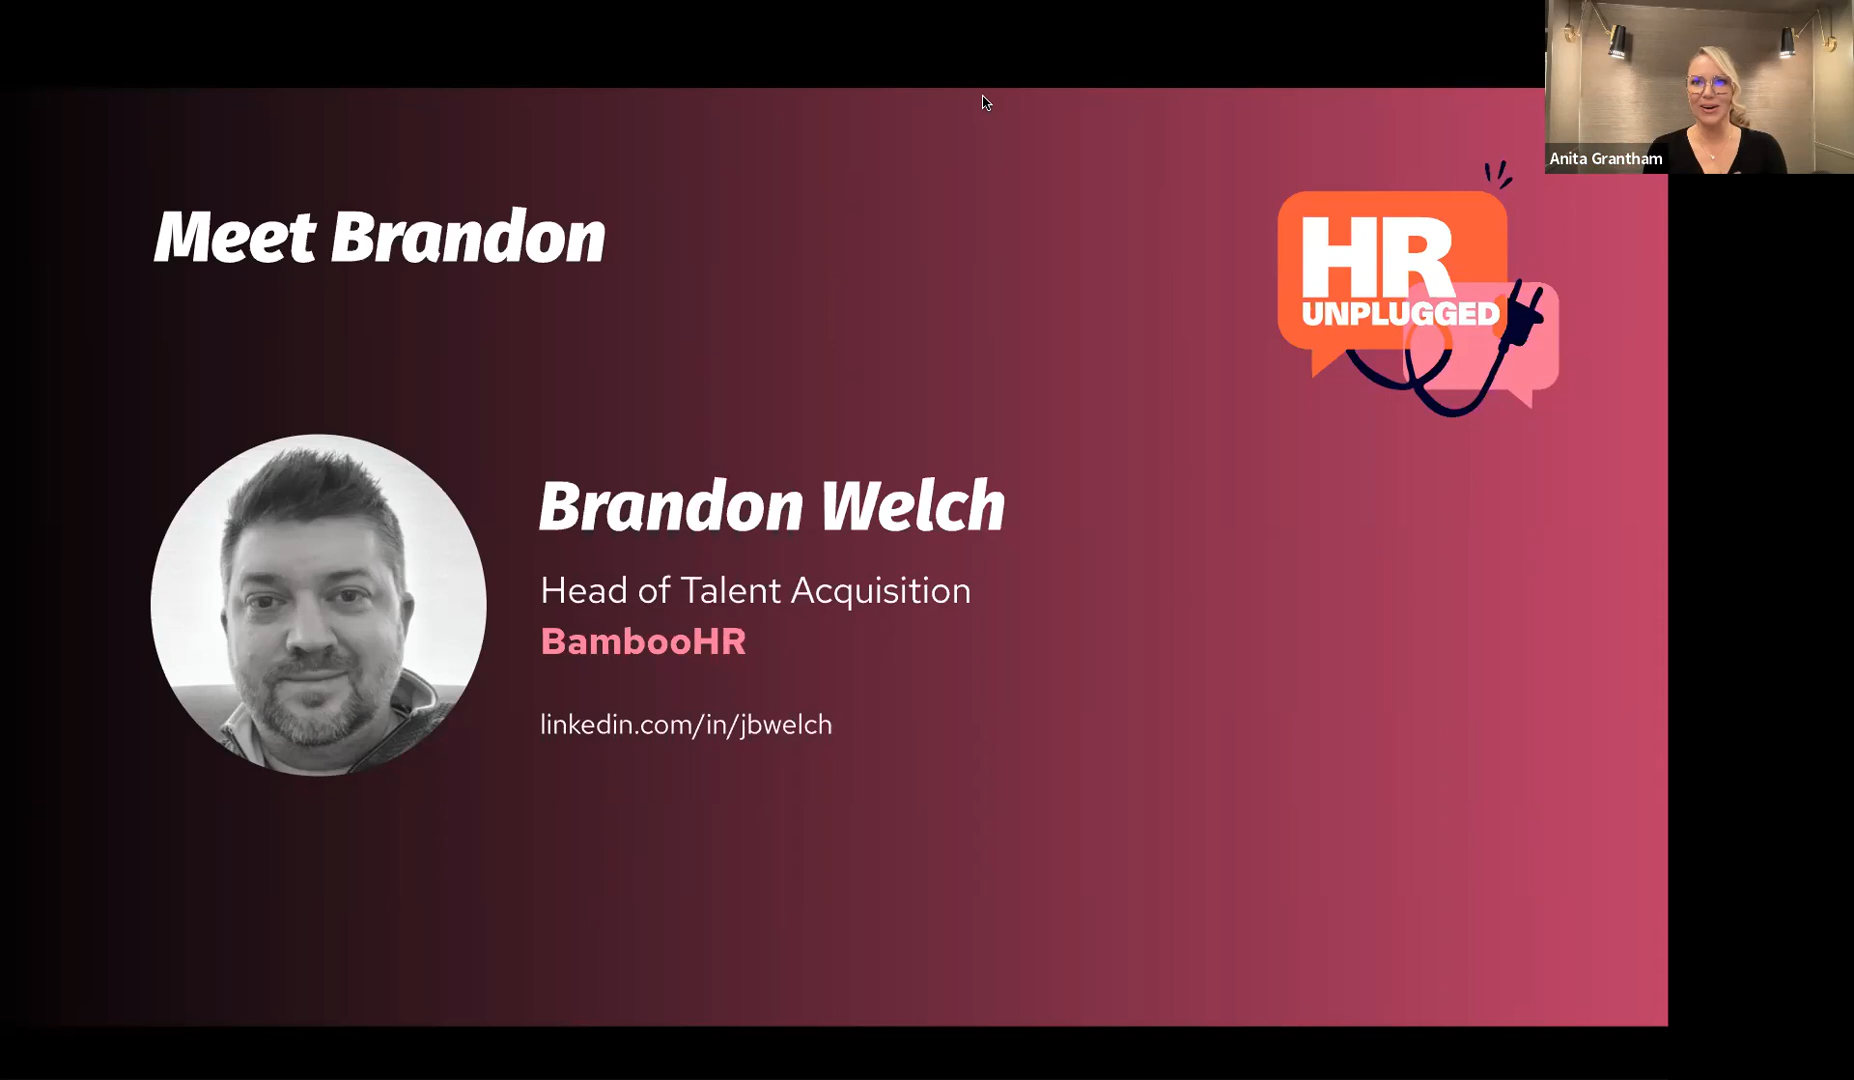 Anita Grantham
Meet Brandon
HR
UNPLUGGED
Brandon Welch
Head of Talent Acquisition
BambooHR
linkedin.com/in/jbwelch